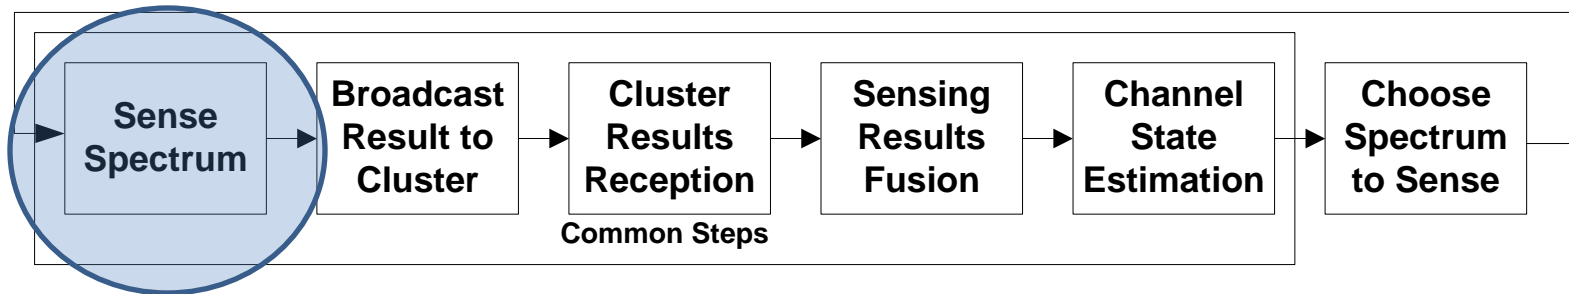 Sense
Spectrum
Broadcast
Result to
Cluster
Cluster
Results
Reception
Sensing
Results
Fusion
Channel
State
Estimation
Choose
Spectrum
to Sense
Common Steps